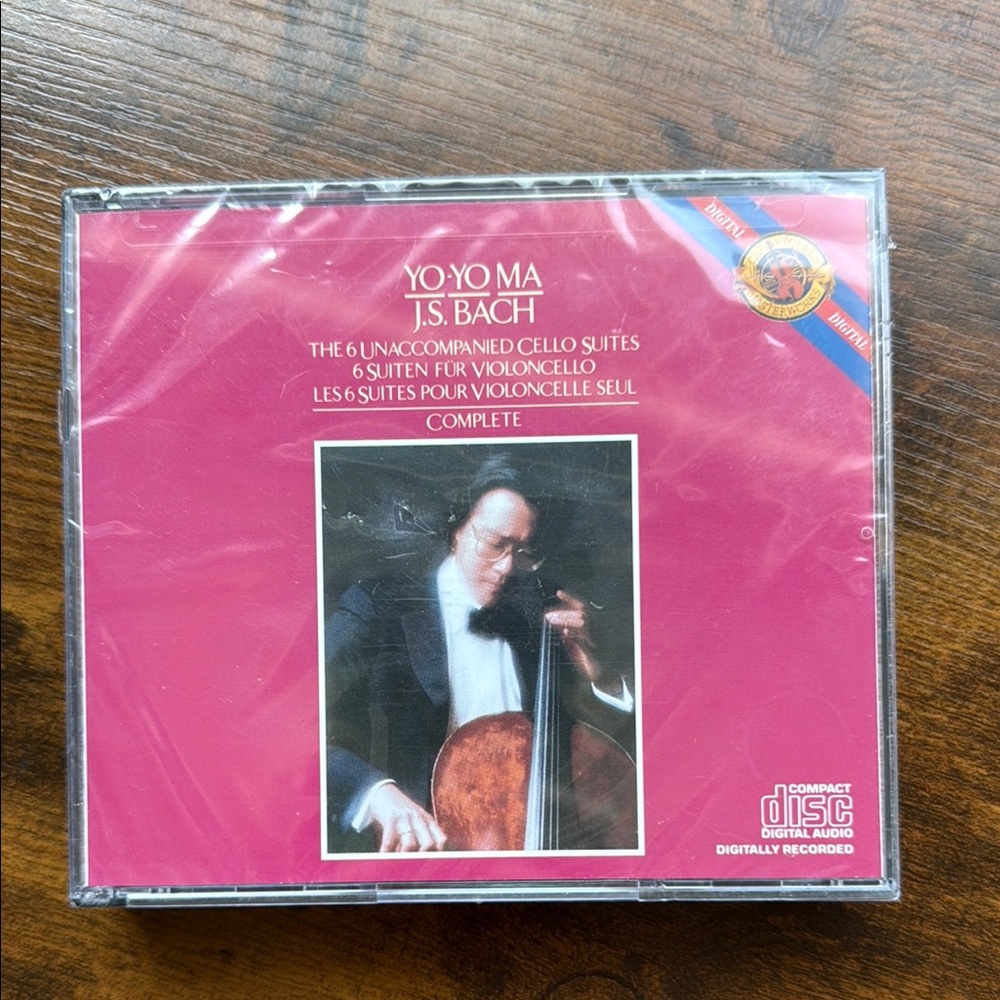 DIGITAL
MASTERWORKS
DIGITAL
YO-YO MA
J.S. BACH
THE 6 UNACCOMPANIED CELLO SUITES
6 SUITEN FÜR VIOLONCELLO
LES 6 SUITES POUR VIOLONCELLE SEUL
COMPLETE
COMPACT
disc
DIGITAL AUDIO
DIGITALLY RECORDED